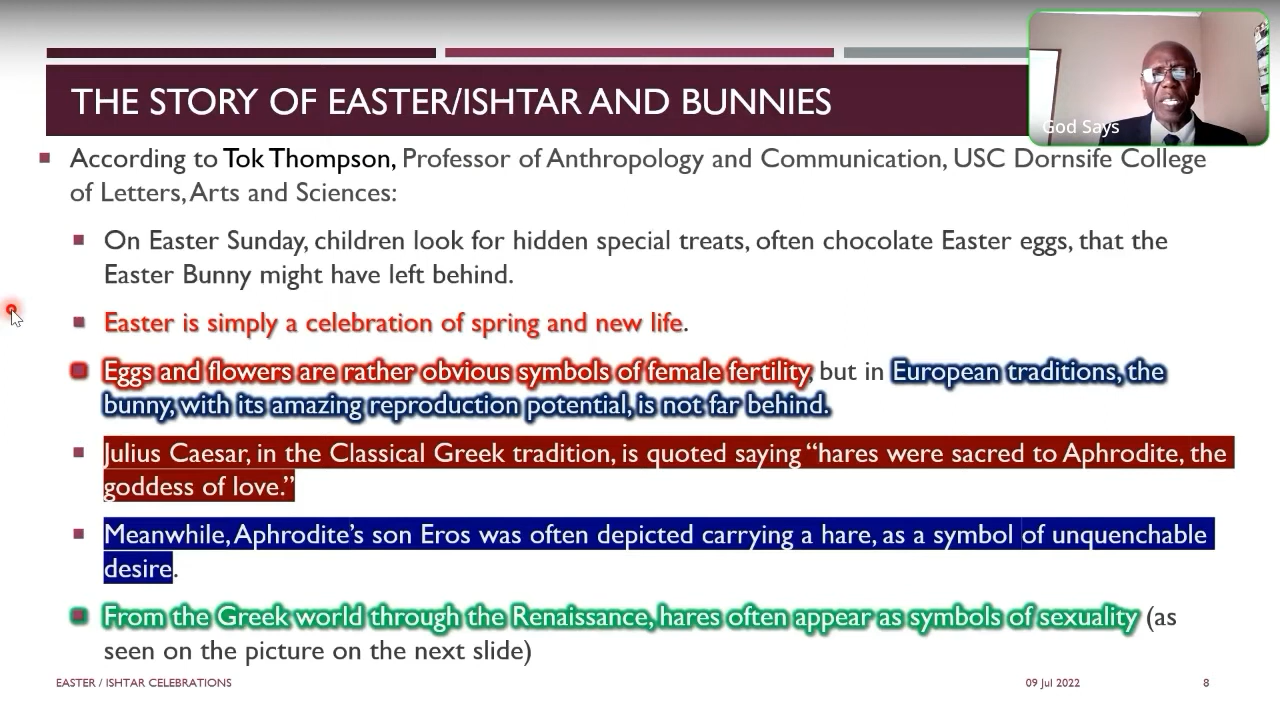 THE STORY OF EASTER/ISHTAR AND BUNNIES
God Says
According to Tok Thompson, Professor of Anthropology and Communication, USC Dornsife College
of Letters, Arts and Sciences:
On Easter Sunday, children look for hidden special treats, often chocolate Easter eggs, that the
Easter Bunny might have left behind.
Easter is simply a celebration of spring and new life.
Eggs and flowers are rather obvious symbols of female fertility, but in European traditions, the
bunny, with its amazing reproduction potential, is not far behind.
Julius Caesar, in the Classical Greek tradition, is quoted saying “hares were sacred to Aphrodite, the
goddess of love.”
Meanwhile, Aphrodite’s son Eros was often depicted carrying a hare, as a symbol of unquenchable
desire.
From the Greek world through the Renaissance, hares often appear as symbols of sexuality (as
seen on the picture on the next slide)
EASTER / ISHTAR CELEBRATIONS
09 Jul 2022
8